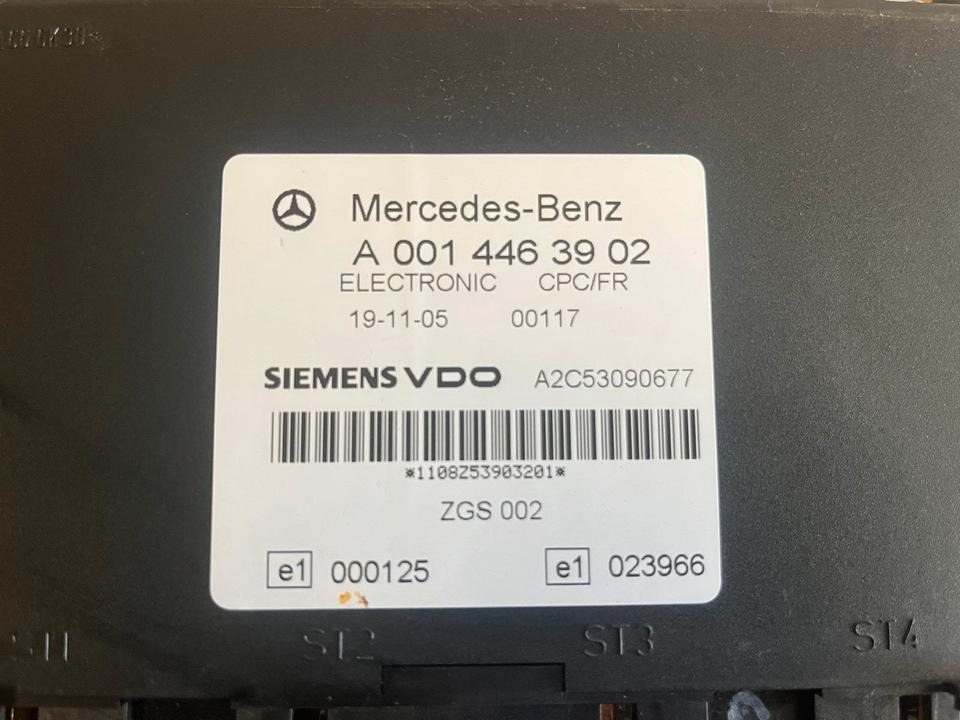 Mercedes-Benz
A 001 446 39 02
ELECTRONIC CPC/FR
19-11-05 00117
SIEMENS VDO A2C53090677
*1108Z53903201*
ZGS 002
e1 000125 e1 023966
ST1 ST2 ST3 ST4